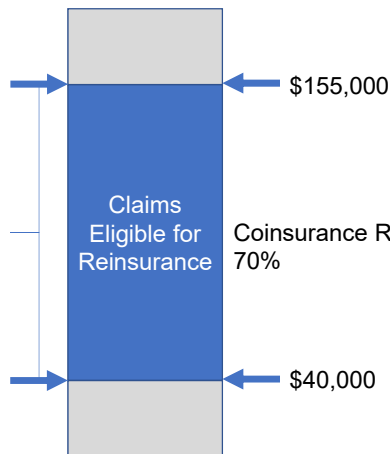 $155,000
Claims
Eligible for
Reinsurance
Coinsurance R
70%
$40,000